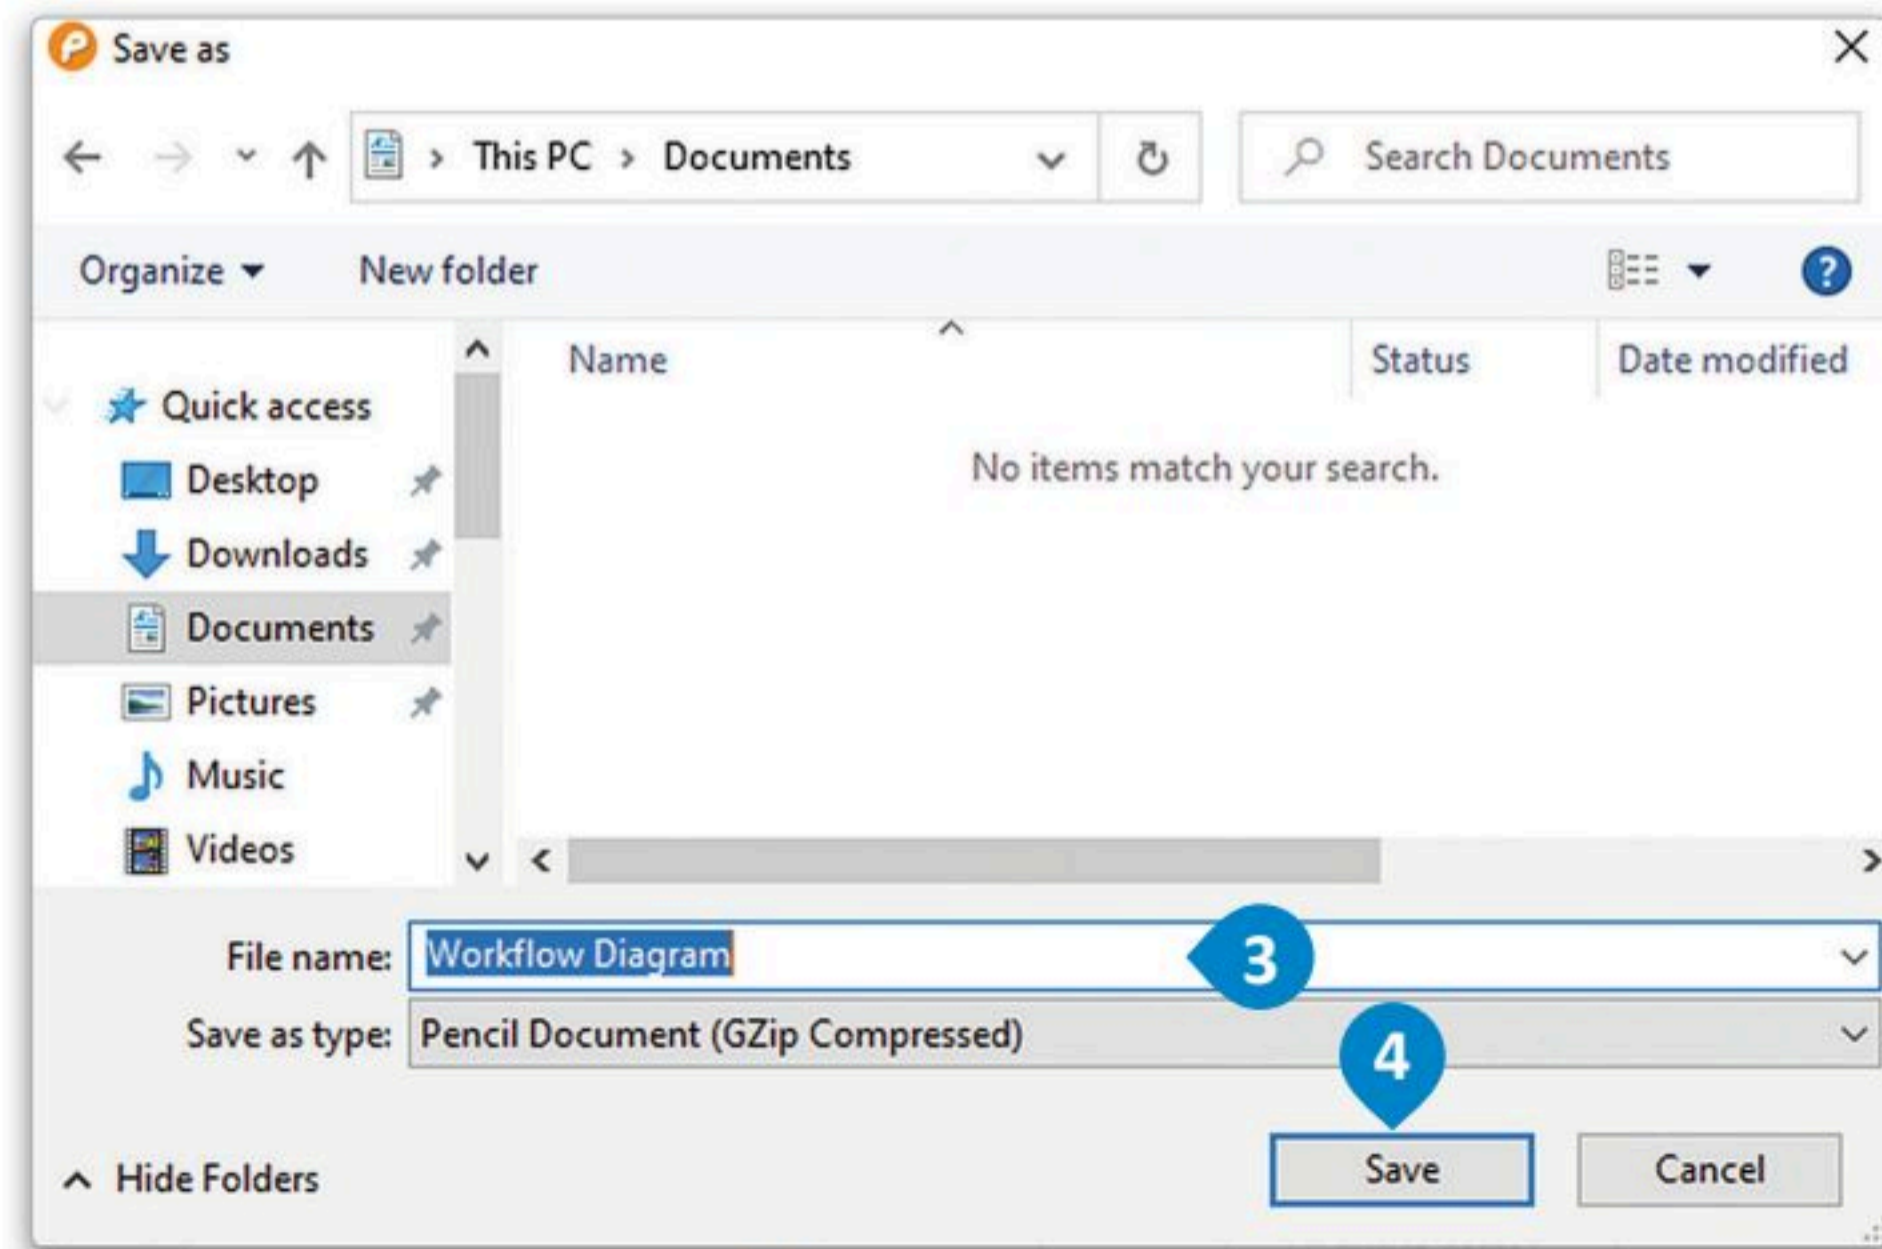 Save as
This PC > Documents
Search Documents
Organize
New folder
Name
Status
Date modified
No items match your search.
Quick access
Desktop
Downloads
Documents
Pictures
Music
Videos
File name: Workflow Diagram
3
Save as type: Pencil Document (GZip Compressed)
4
Hide Folders
Save
Cancel